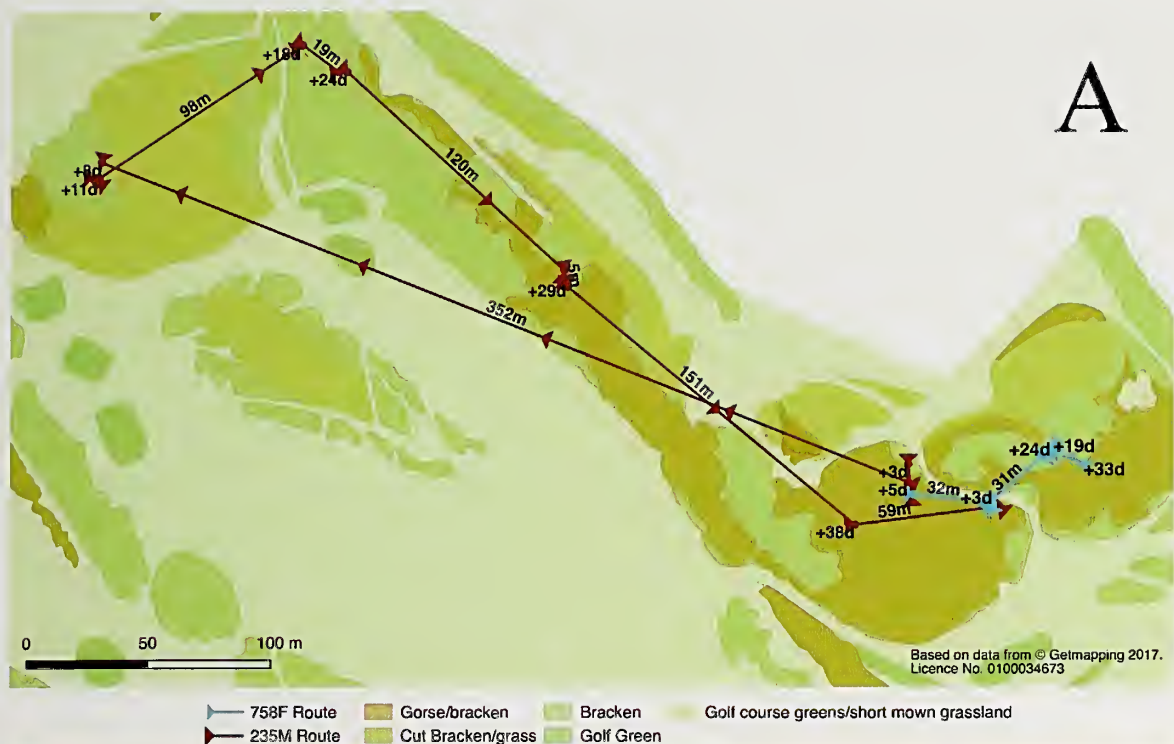 A
+18d
19m
+24d
98m
+8d
+11d
120m
5m
+29d
352m
151m
+3d
+5d
32m
+3d
31m
+24d
+19d
+33d
59m
+38d
0 50 100 m
Based on data from © Getmapping 2017.
Licence No. 0100034673
758F Route
Gorse/bracken
Bracken
Golf course greens/short mown grassland
235M Route
Cut Bracken/grass
Golf Green